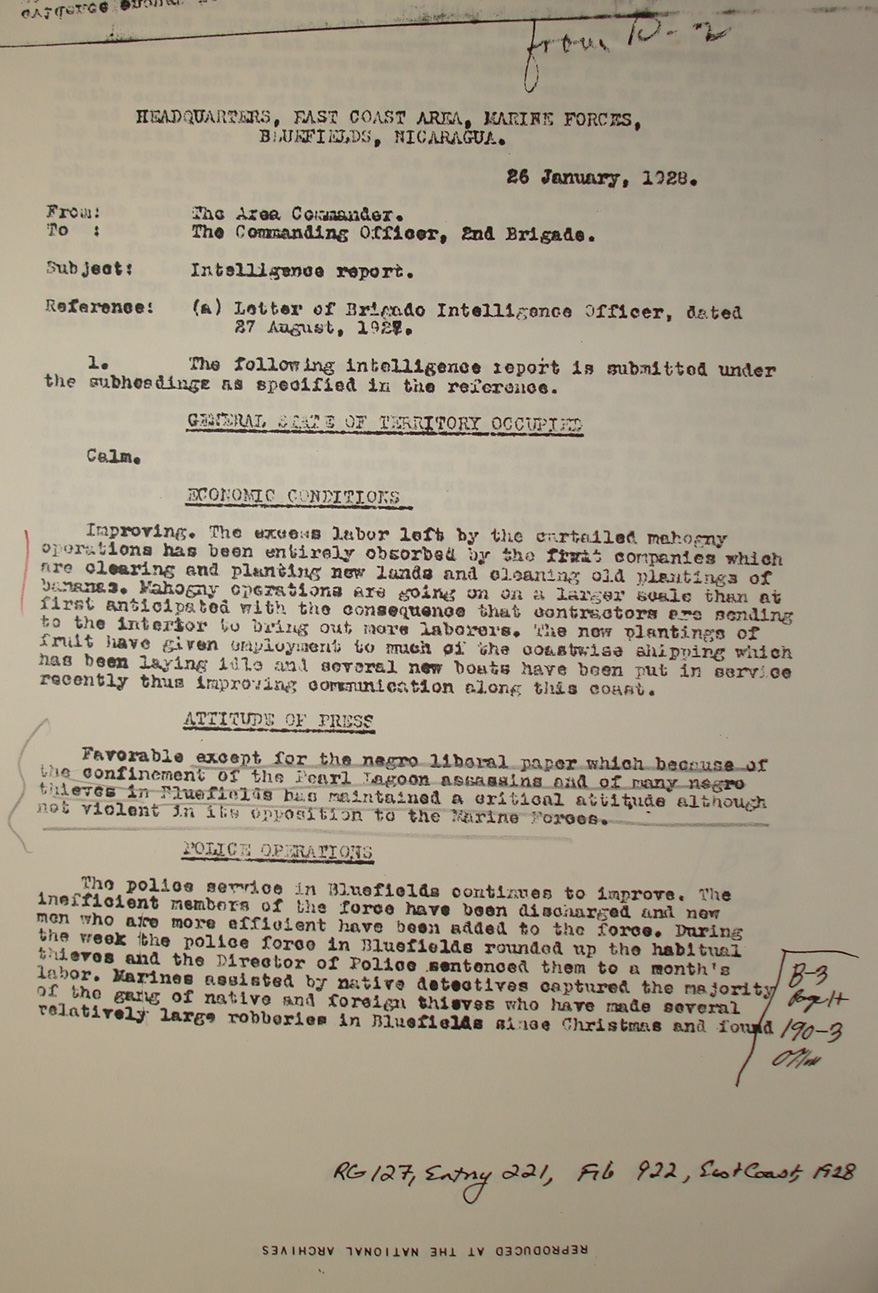 from
HEADQUARTERS, EAST COAST AREA, MARINE FORCES,
BLUEFIELDS, NICARAGUA.
26 January, 1928.
From: The Area Commander.
To : The Commanding Officer, 2nd Brigade.
Subject: Intelligence report.
Reference: (a) Letter of Brigade Intelligence Officer, dated
27 August, 1927.
1. The following intelligence report is submitted under
the subheadings as specified in the reference.
GENERAL STATE OF TERRITORY OCCUPIED
Calm.
ECONOMIC CONDITIONS
Improving. The excess labor left by the curtailed mahogny
operations has been entirely obsorbed by the fruit companies which
are clearing and planting new lands and cleaning old plantings of
bananas. Mahogny operations are going on on a larger scale than at
first anticipated with the consequence that contractors are sending
to the interior to bring out more laborers. The new plantings of
fruit have given employment to much of the coastwise shipping which
has been laying idle and several new boats have been put in service
recently thus improving communication along this coast.
ATTITUDE OF PRESS
Favorable except for the negro liberal paper which because of
the confinement of the Pearl Lagoon assassins and of many negro
thieves in Bluefields has maintained a critical attitude although
not violent in its opposition to the Marine Forces.
POLICE OPERATIONS
The police service in Bluefields continues to improve. The
inefficient members of the force have been discharged and new
men who are more efficient have been added to the force. During
the week the police force in Bluefields rounded up the habitual
thieves and the Director of Police sentenced them to a month's
labor. Marines assisted by native detectives captured the majority
of the gang of native and foreign thieves who have made several
relatively large robberies in Bluefields since Christmas and found
B-3
190-3
RG 127, Entry 221, File 922, East Coast, 1928
REPRODUCED AT THE NATIONAL ARCHIVES